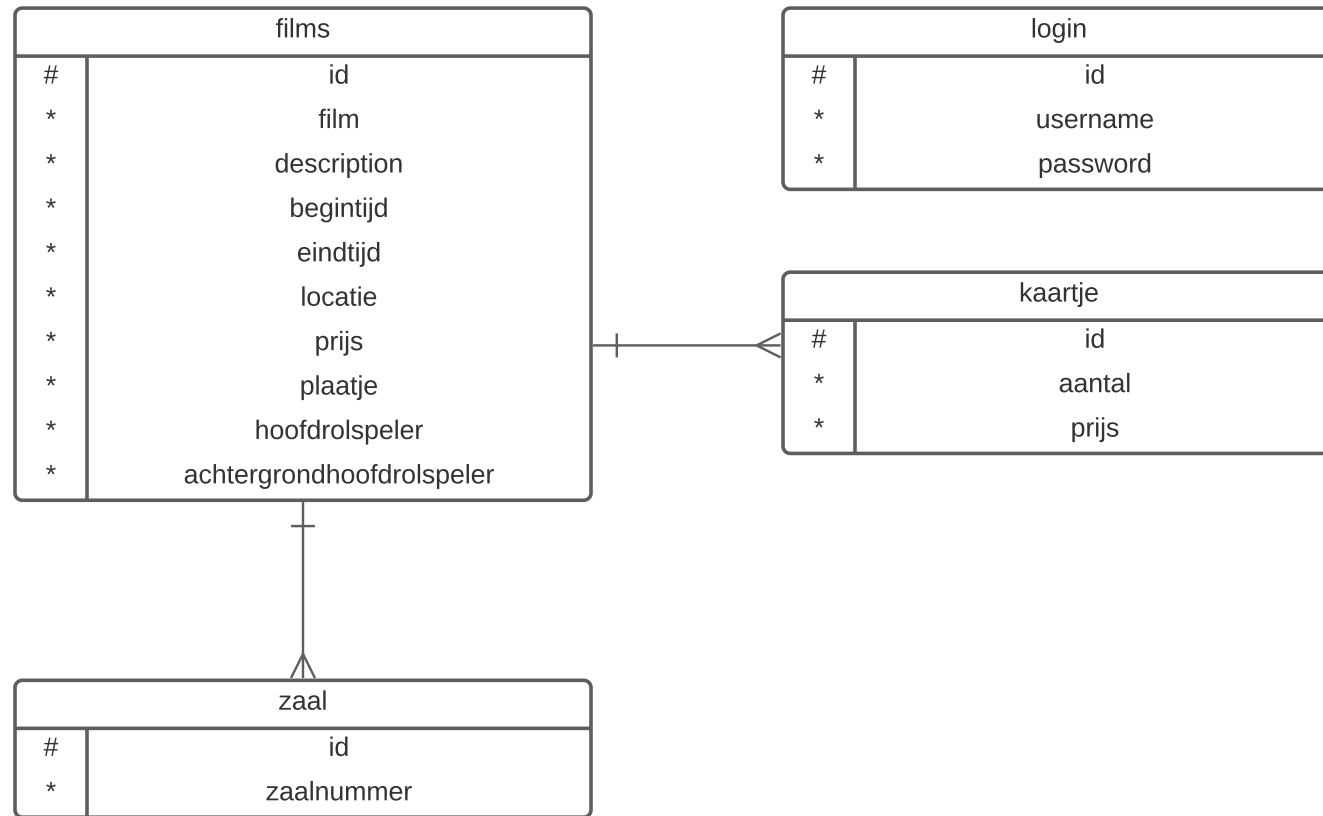 films
# id
* film
* description
* begintijd
* eindtijd
* locatie
* prijs
* plaatje
* hoofdrolspeler
* achtergrondhoofdrolspeler
login
# id
* username
* password
kaartje
# id
* aantal
* prijs
zaal
# id
* zaalnummer